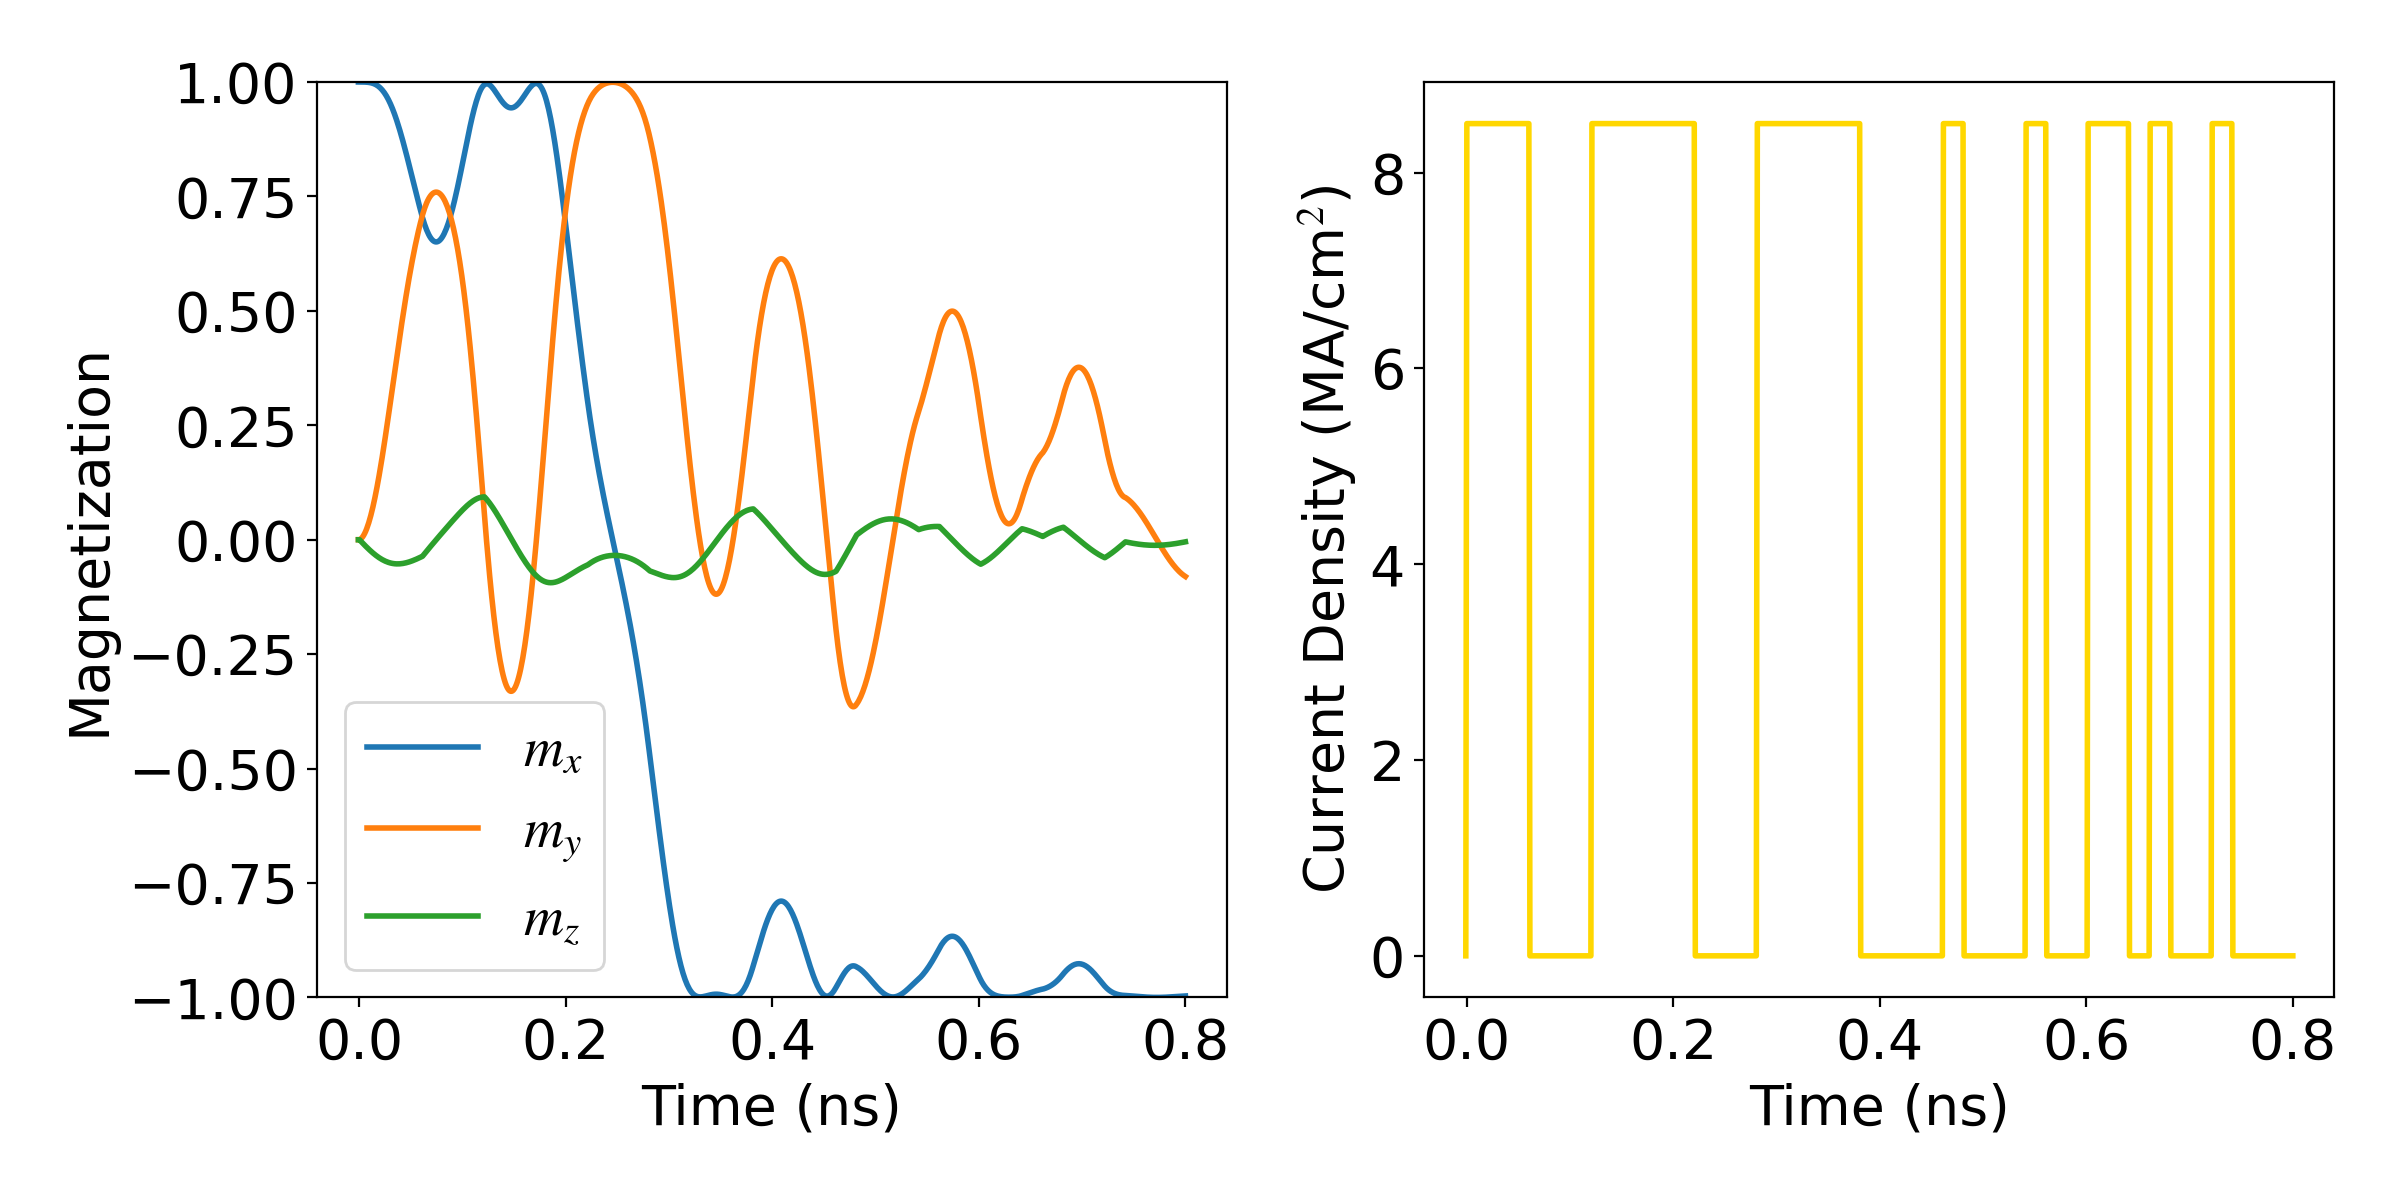 1.00
0.75
0.50
0.25
0.00
−0.25
−0.50
−0.75
−1.00
Magnetization
m_x
m_y
m_z
0.0 0.2 0.4 0.6 0.8
Time (ns)
8
6
4
2
0
Current Density (MA/cm²)
0.0 0.2 0.4 0.6 0.8
Time (ns)